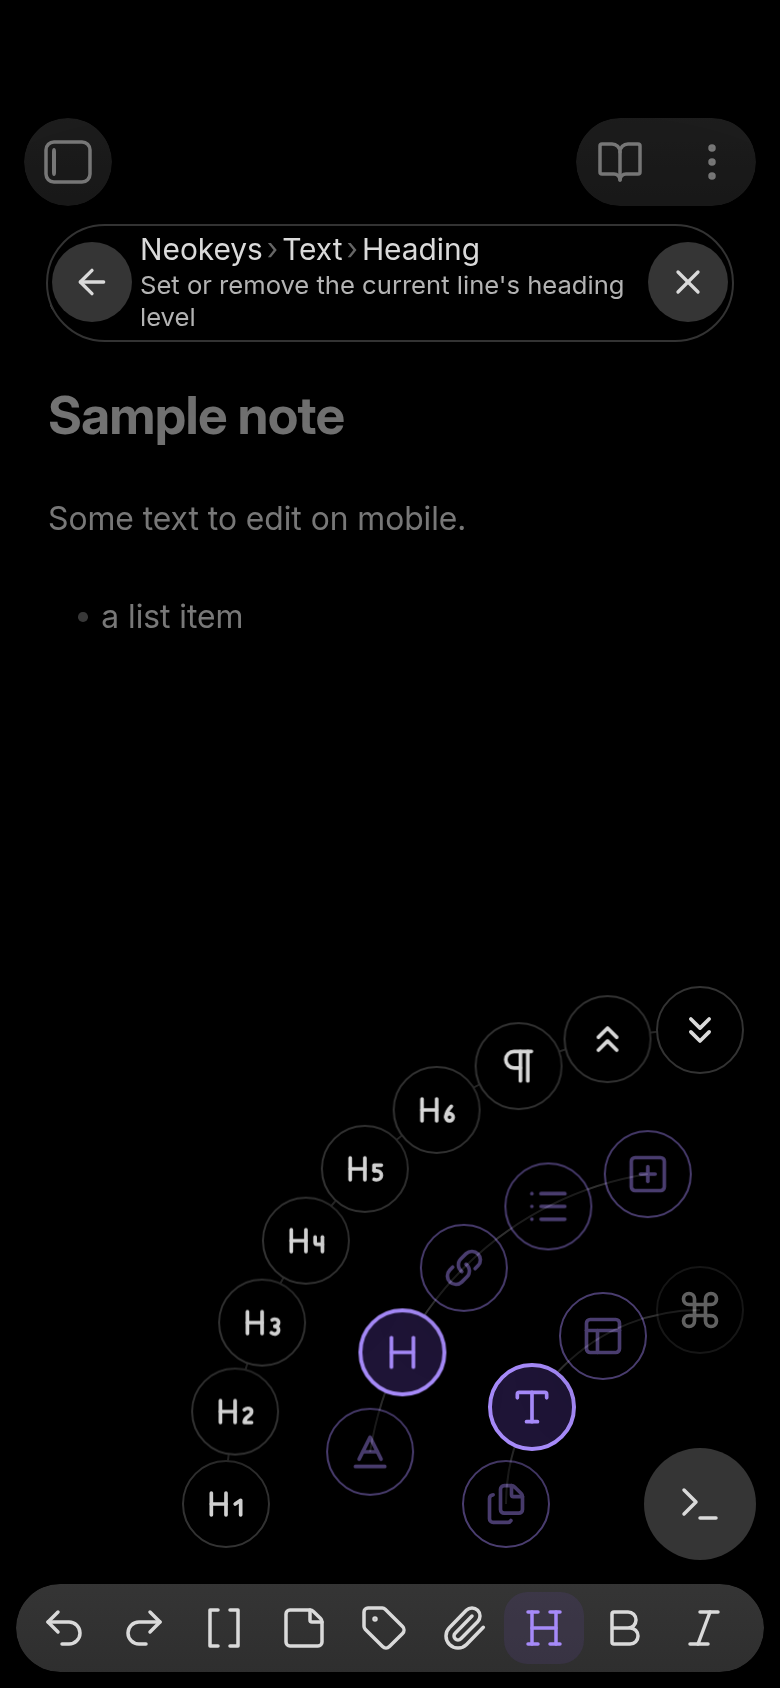 Neokeys › Text › Heading
Set or remove the current line's heading
level
Sample note
Some text to edit on mobile.
• a list item
H6
H5
H4
H3
H2
H1